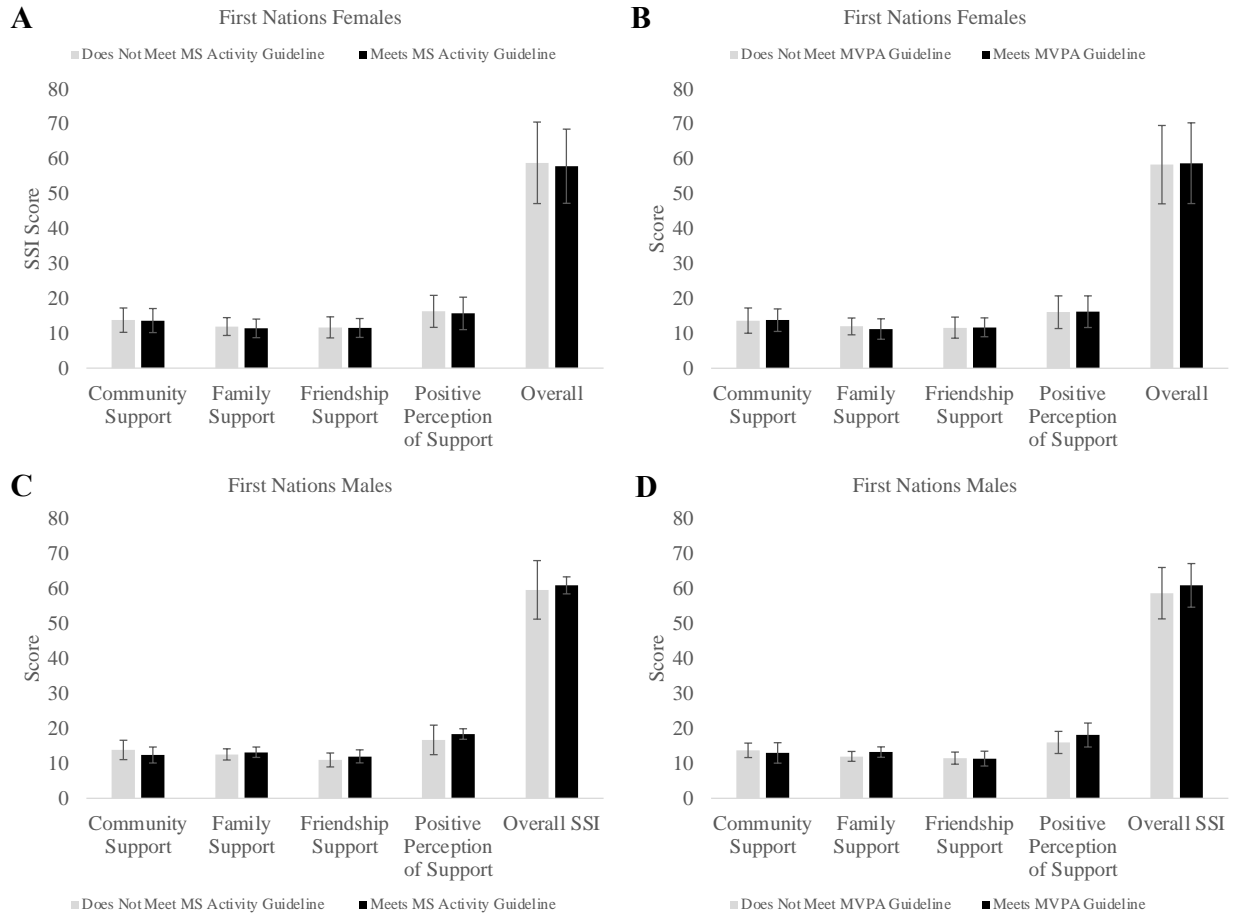 A
First Nations Females
Does Not Meet MS Activity Guideline Meets MS Activity Guideline
SSI Score
80
70
60
50
40
30
20
10
0
Community Support
Family Support
Friendship Support
Positive Perception of Support
Overall
B
First Nations Females
Does Not Meet MVPA Guideline Meets MVPA Guideline
Score
80
70
60
50
40
30
20
10
0
Community Support
Family Support
Friendship Support
Positive Perception of Support
Overall
C
First Nations Males
Score
80
70
60
50
40
30
20
10
0
Community Support
Family Support
Friendship Support
Positive Perception of Support
Overall SSI
Does Not Meet MS Activity Guideline Meets MS Activity Guideline
D
First Nations Males
Score
80
70
60
50
40
30
20
10
0
Community Support
Family Support
Friendship Support
Positive Perception of Support
Overall SSI
Does Not Meet MVPA Guideline Meets MVPA Guideline